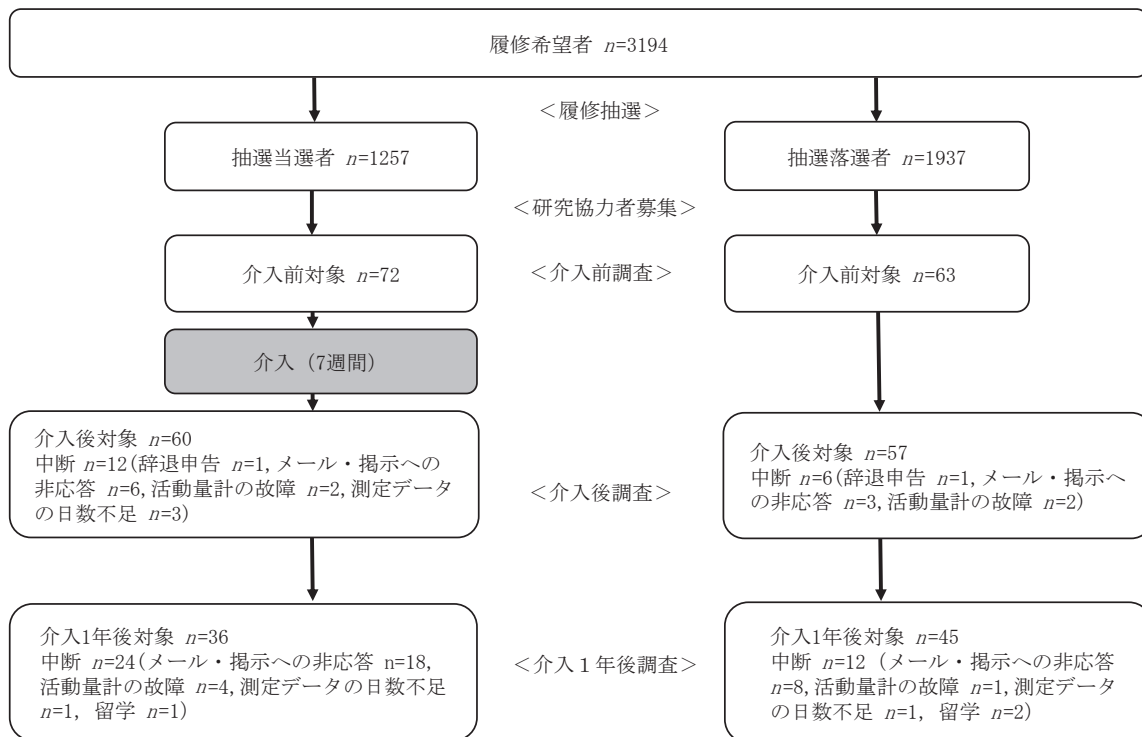 履修希望者 n=3194
＜履修抽選＞
抽選当選者 n=1257
抽選落選者 n=1937
＜研究協力者募集＞
介入前対象 n=72
＜介入前調査＞
介入前対象 n=63
介入（7週間）
介入後対象 n=60
中断 n=12(辞退申告 n=1,メール・掲示への
非応答 n=6,活動量計の故障 n=2,測定データ
の日数不足 n=3)
＜介入後調査＞
介入後対象 n=57
中断 n=6(辞退申告 n=1,メール・掲示へ
の非応答 n=3,活動量計の故障 n=2)
介入1年後対象 n=36
中断 n=24(メール・掲示への非応答 n=18,
活動量計の故障 n=4,測定データの日数不足
n=1, 留学 n=1)
＜介入１年後調査＞
介入1年後対象 n=45
中断 n=12（メール・掲示への非応答
n=8,活動量計の故障 n=1,測定データ
の日数不足 n=1, 留学 n=2)